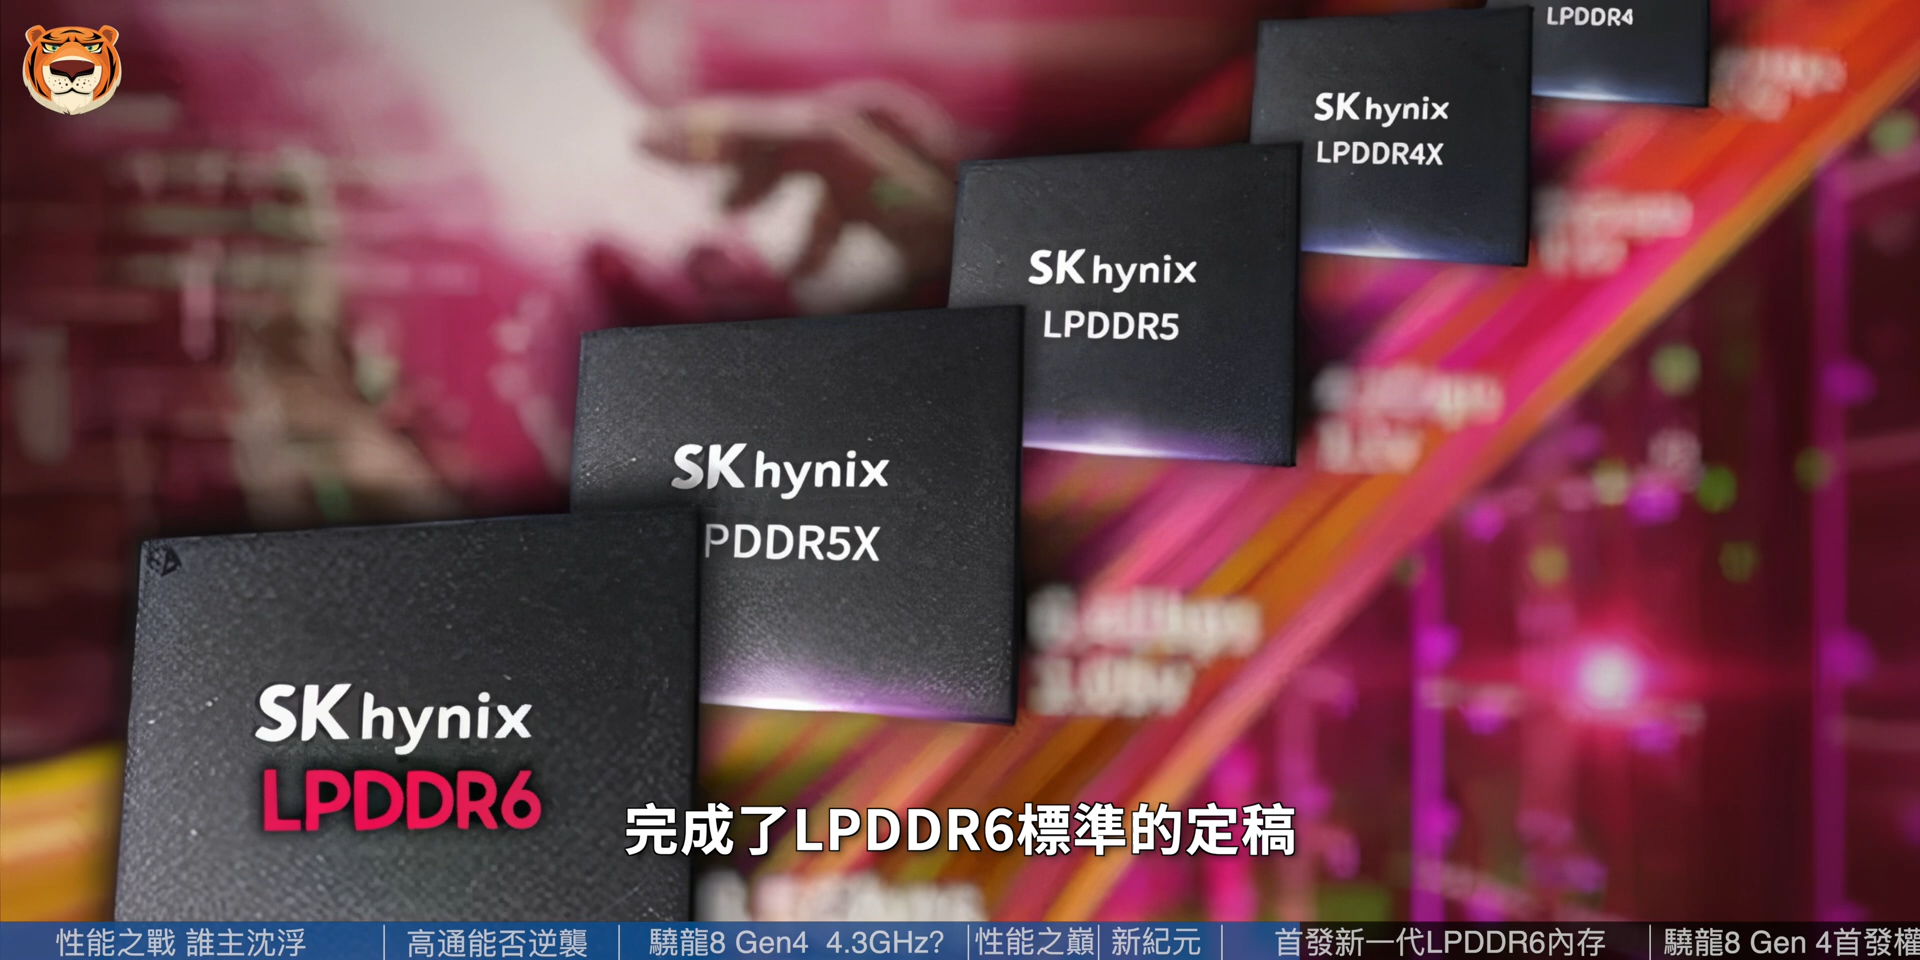 LPDDR4
SK hynix
LPDDR4X
SK hynix
LPDDR5
SK hynix
PDDR5X
SK hynix
LPDDR6
完成了LPDDR6標準的定稿
性能之戰 誰主沈浮
高通能否逆襲
驍龍8 Gen4 4.3GHz?
性能之巔
新紀元
首發新一代LPDDR6內存
驍龍8 Gen 4首發權